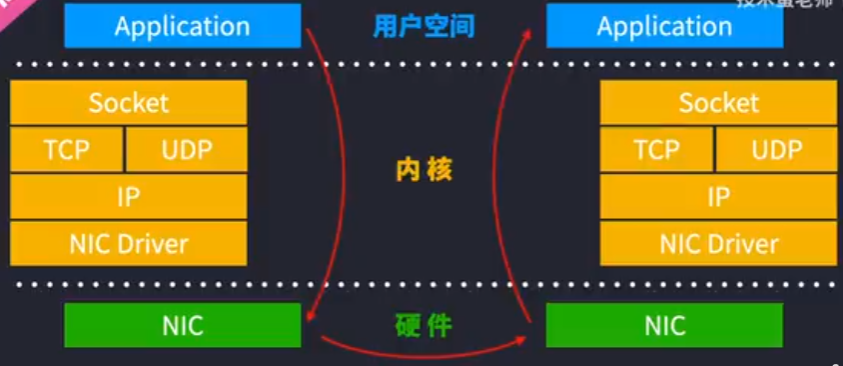 Application 用户空间 Application
Socket Socket
TCP UDP TCP UDP
内核
IP IP
NIC Driver NIC Driver
NIC 硬件 NIC